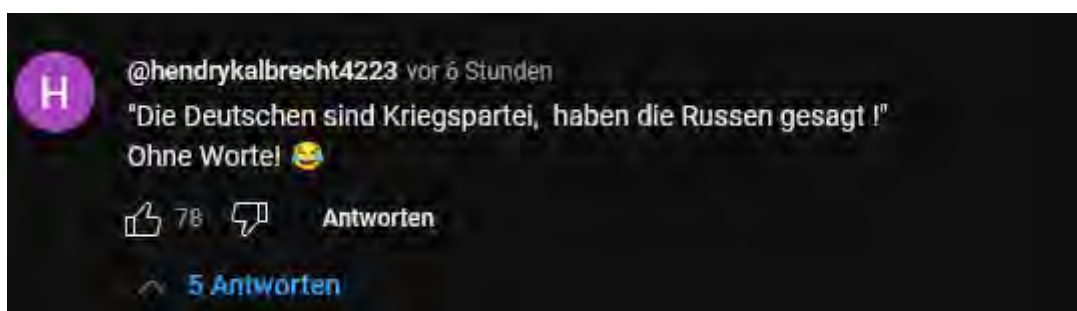 H
@hendrykalbrecht4223 vor 6 Stunden
"Die Deutschen sind Kriegspartei, haben die Russen gesagt !"
Ohne Worte! 😂
78 Antworten
5 Antworten